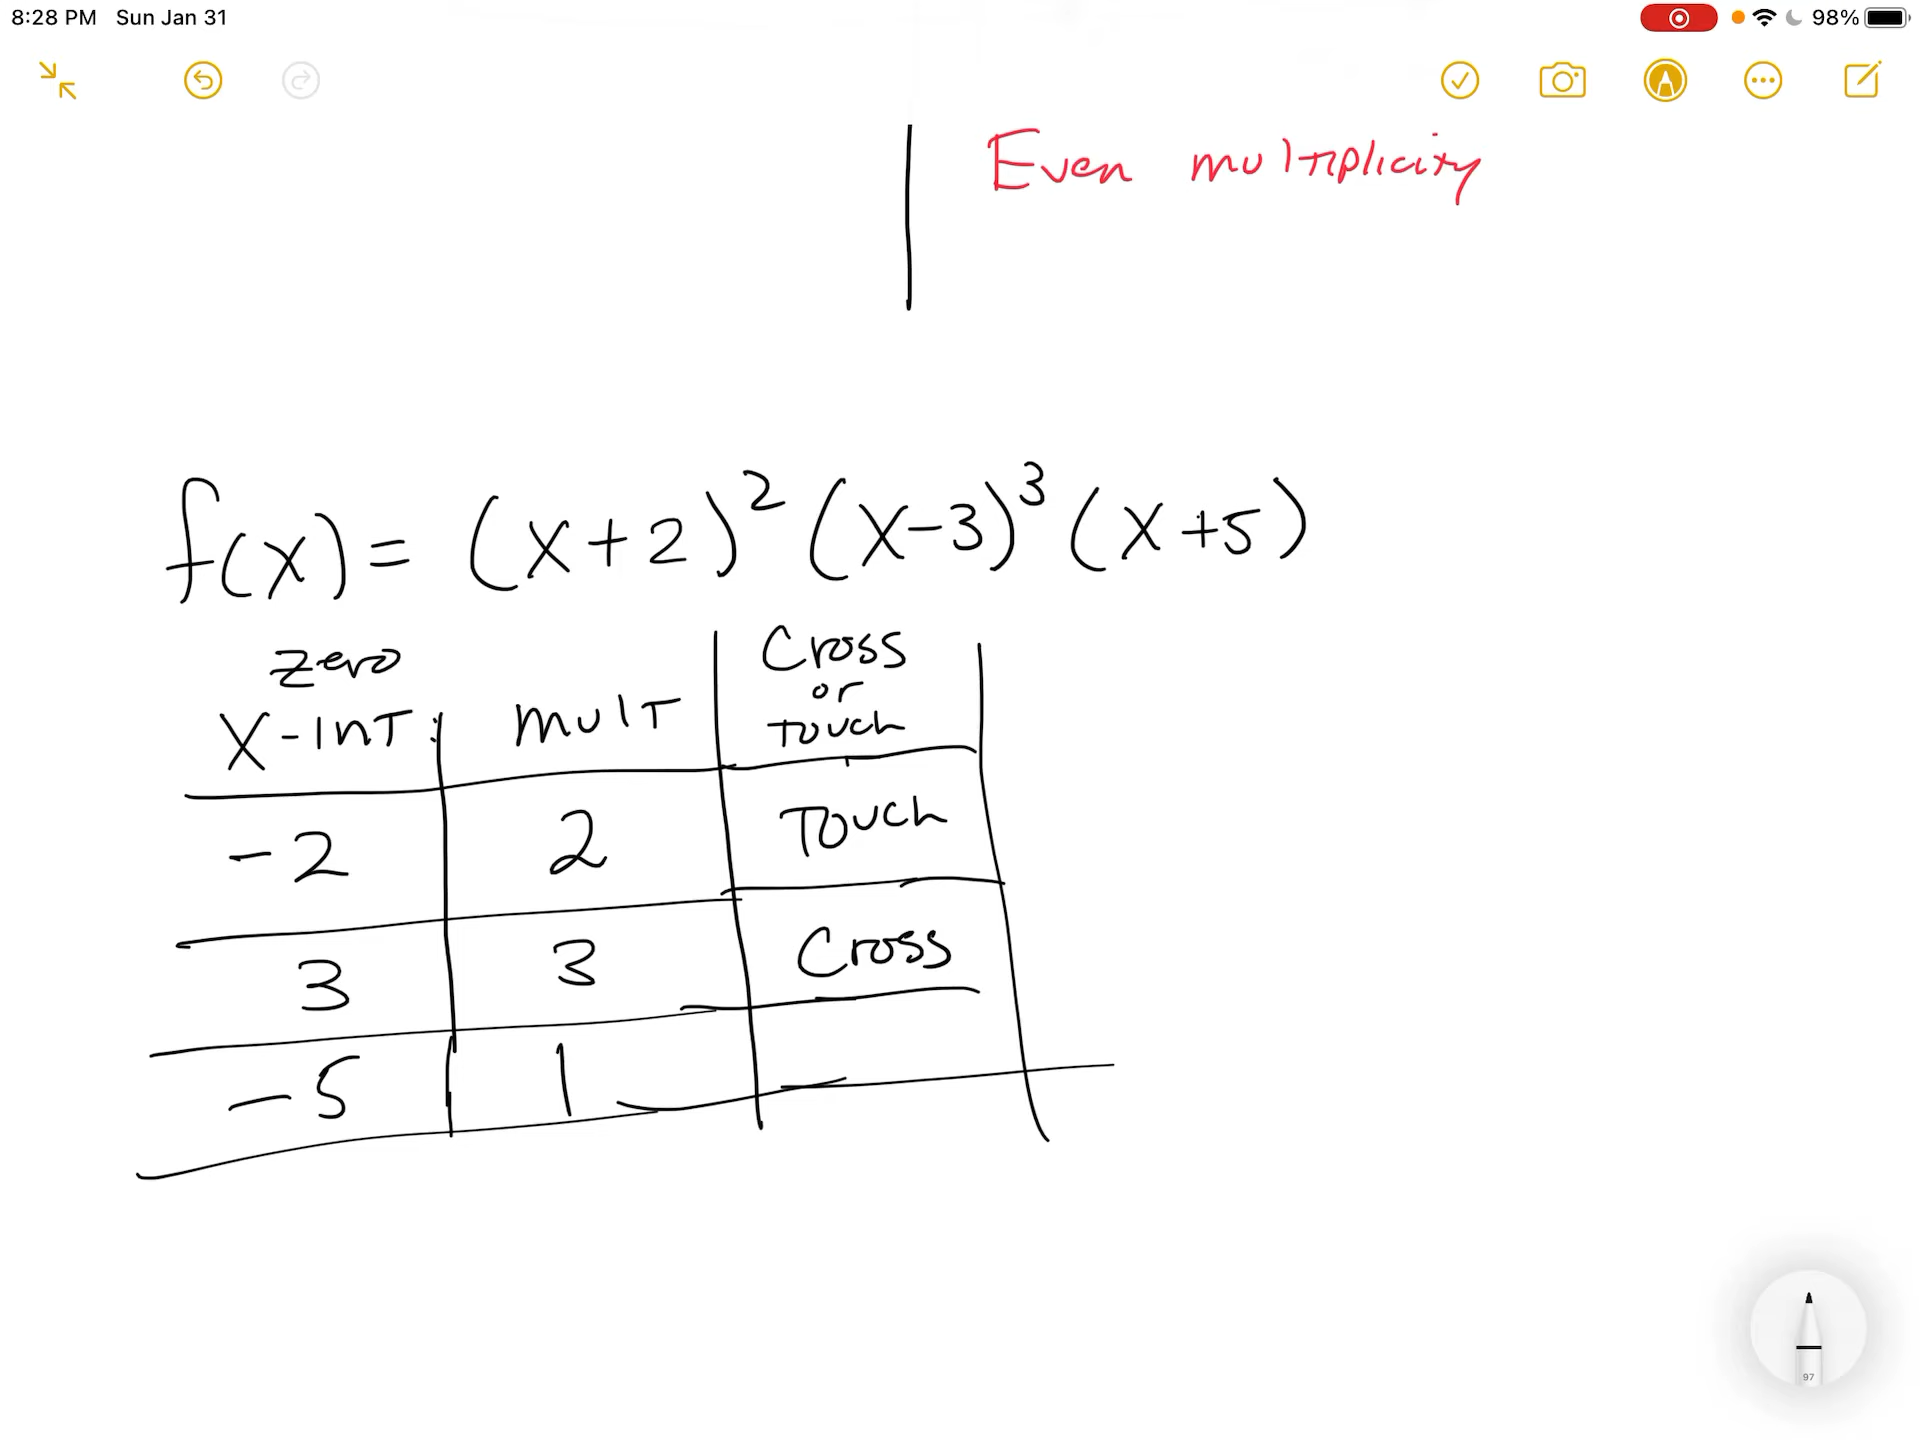 8:28 PM Sun Jan 31 98%
Even multiplicity
f(x) = (x+2)² (x-3)³ (x+5)
zero
x-int: mult Cross or touch
-2 2 Touch
3 3 Cross
-5 1
97